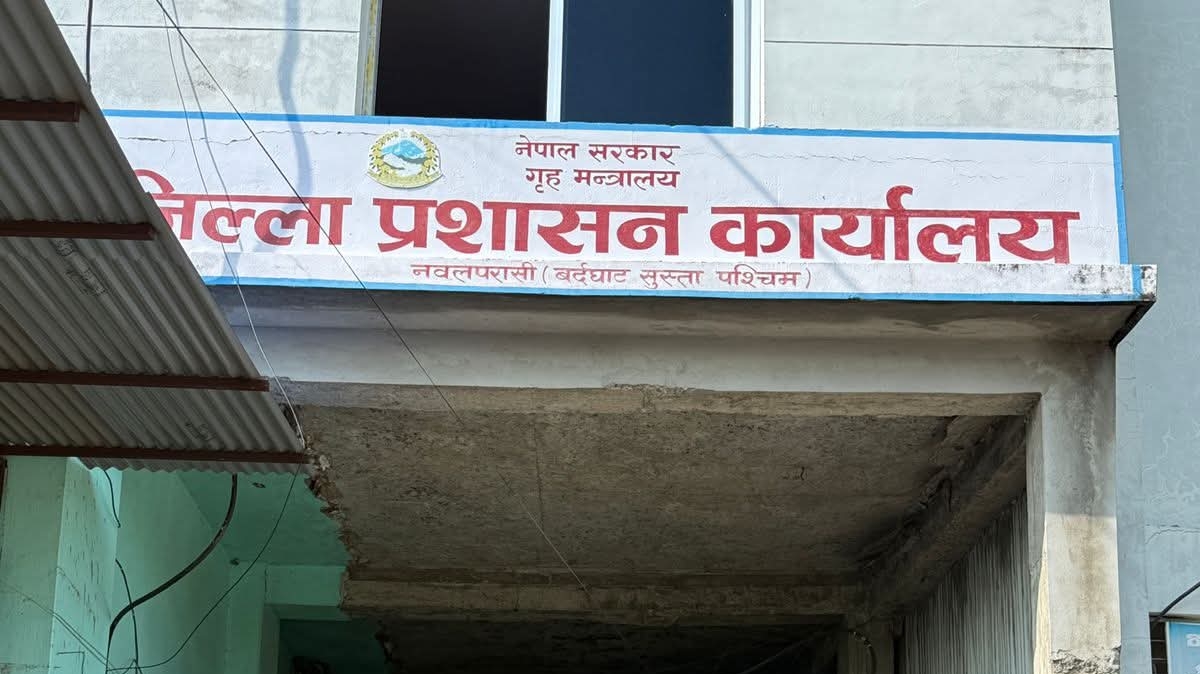 नेपाल सरकार
गृह मन्त्रालय
जिल्ला प्रशासन कार्यालय
नवलपरासी (बर्दघाट सुस्ता पश्चिम)